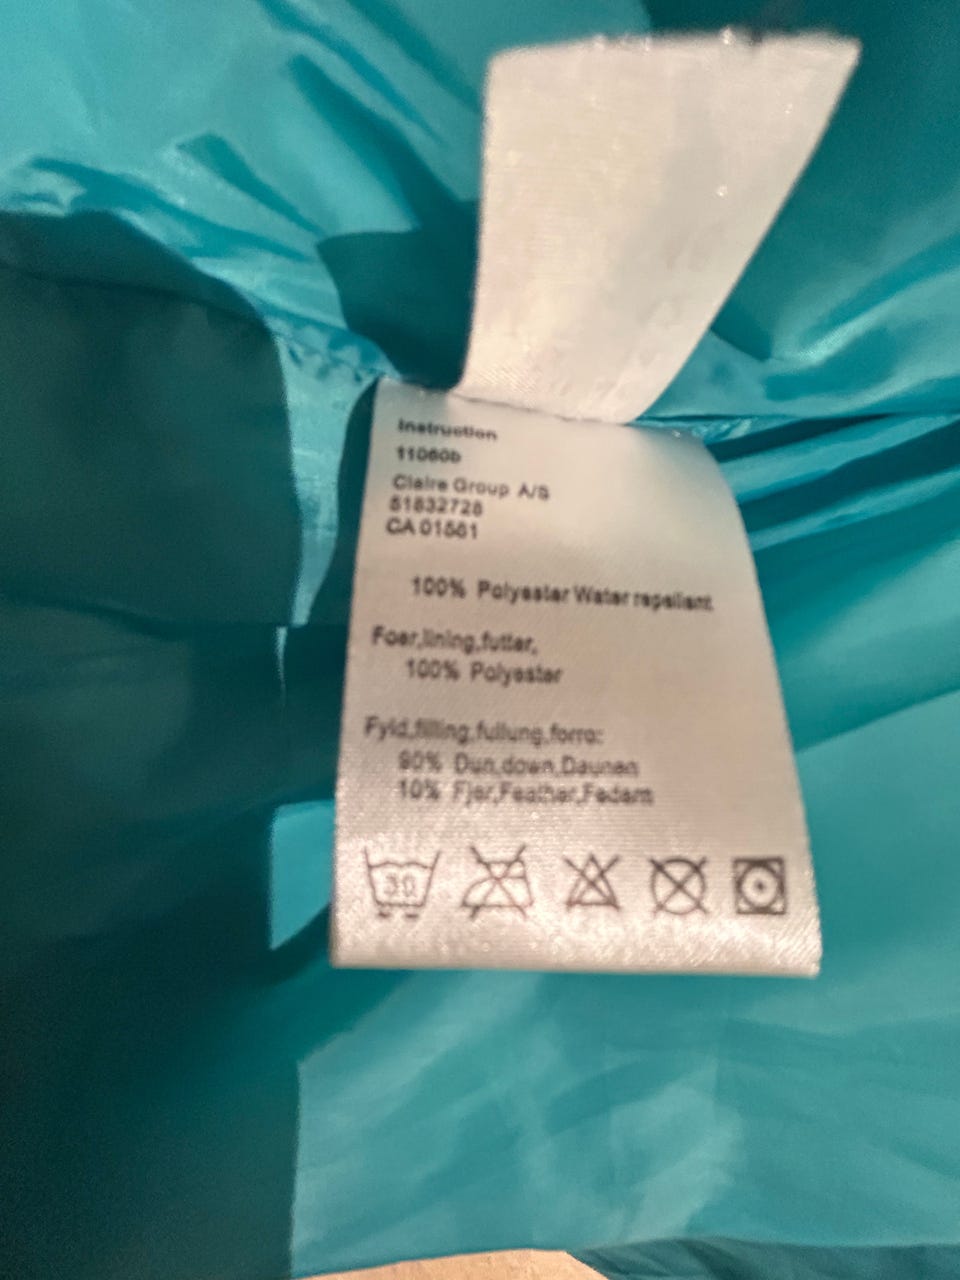 Instruction
11060b
Claire Group A/S
51832728
CA 01561
100% Polyester Water repellent
Foer,lining,futter,
100% Polyester
Fyld,filling,fullung,forro:
90% Dun,down,Daunen
10% Fjer,Feather,Federn
30